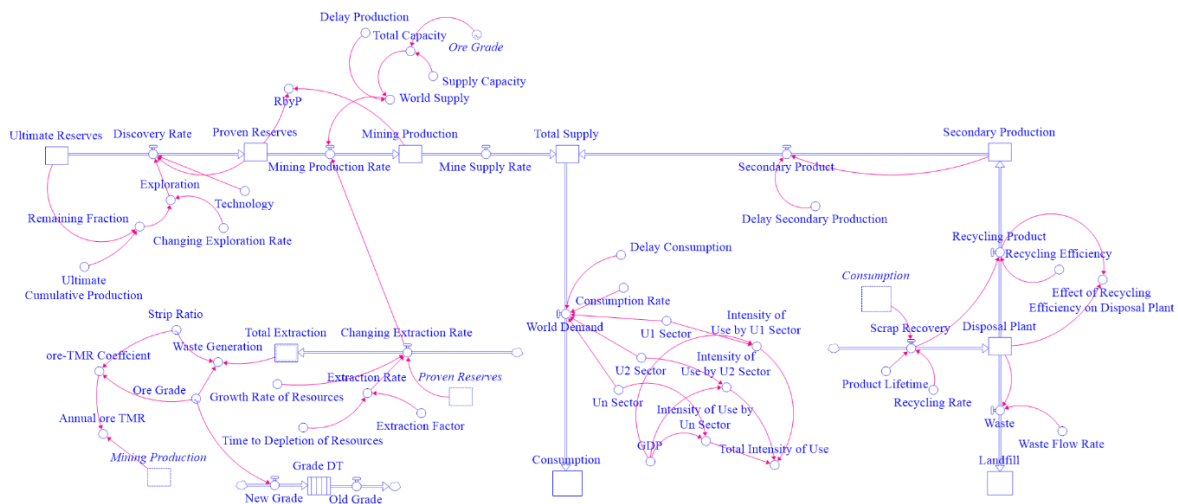 Delay Production
Total Capacity
Ore Grade
Supply Capacity
RbyP
World Supply
Ultimate Reserves
Discovery Rate
Proven Reserves
Mining Production
Total Supply
Secondary Production
Mining Production Rate
Mine Supply Rate
Secondary Product
Exploration
Technology
Remaining Fraction
Changing Exploration Rate
Delay Secondary Production
Ultimate
Cumulative Production
Delay Consumption
Recycling Product
Recycling Efficiency
Consumption
Effect of Recycling
Efficiency on Disposal Plant
Consumption Rate
Strip Ratio
Total Extraction
Changing Extraction Rate
World Demand
U1 Sector
Intensity of
Use by U1 Sector
Scrap Recovery
Disposal Plant
Waste Generation
ore-TMR Coeffcient
U2 Sector
Intensity of
Use by U2 Sector
Extraction Rate
Proven Reserves
Ore Grade
Growth Rate of Resources
Un Sector
Product Lifetime
Recycling Rate
Annual ore TMR
Extraction Factor
Intensity of Use by
Un Sector
Waste
Time to Depletion of Resources
GDP
Total Intensity of Use
Waste Flow Rate
Mining Production
Grade DT
Consumption
Landfill
New Grade
Old Grade